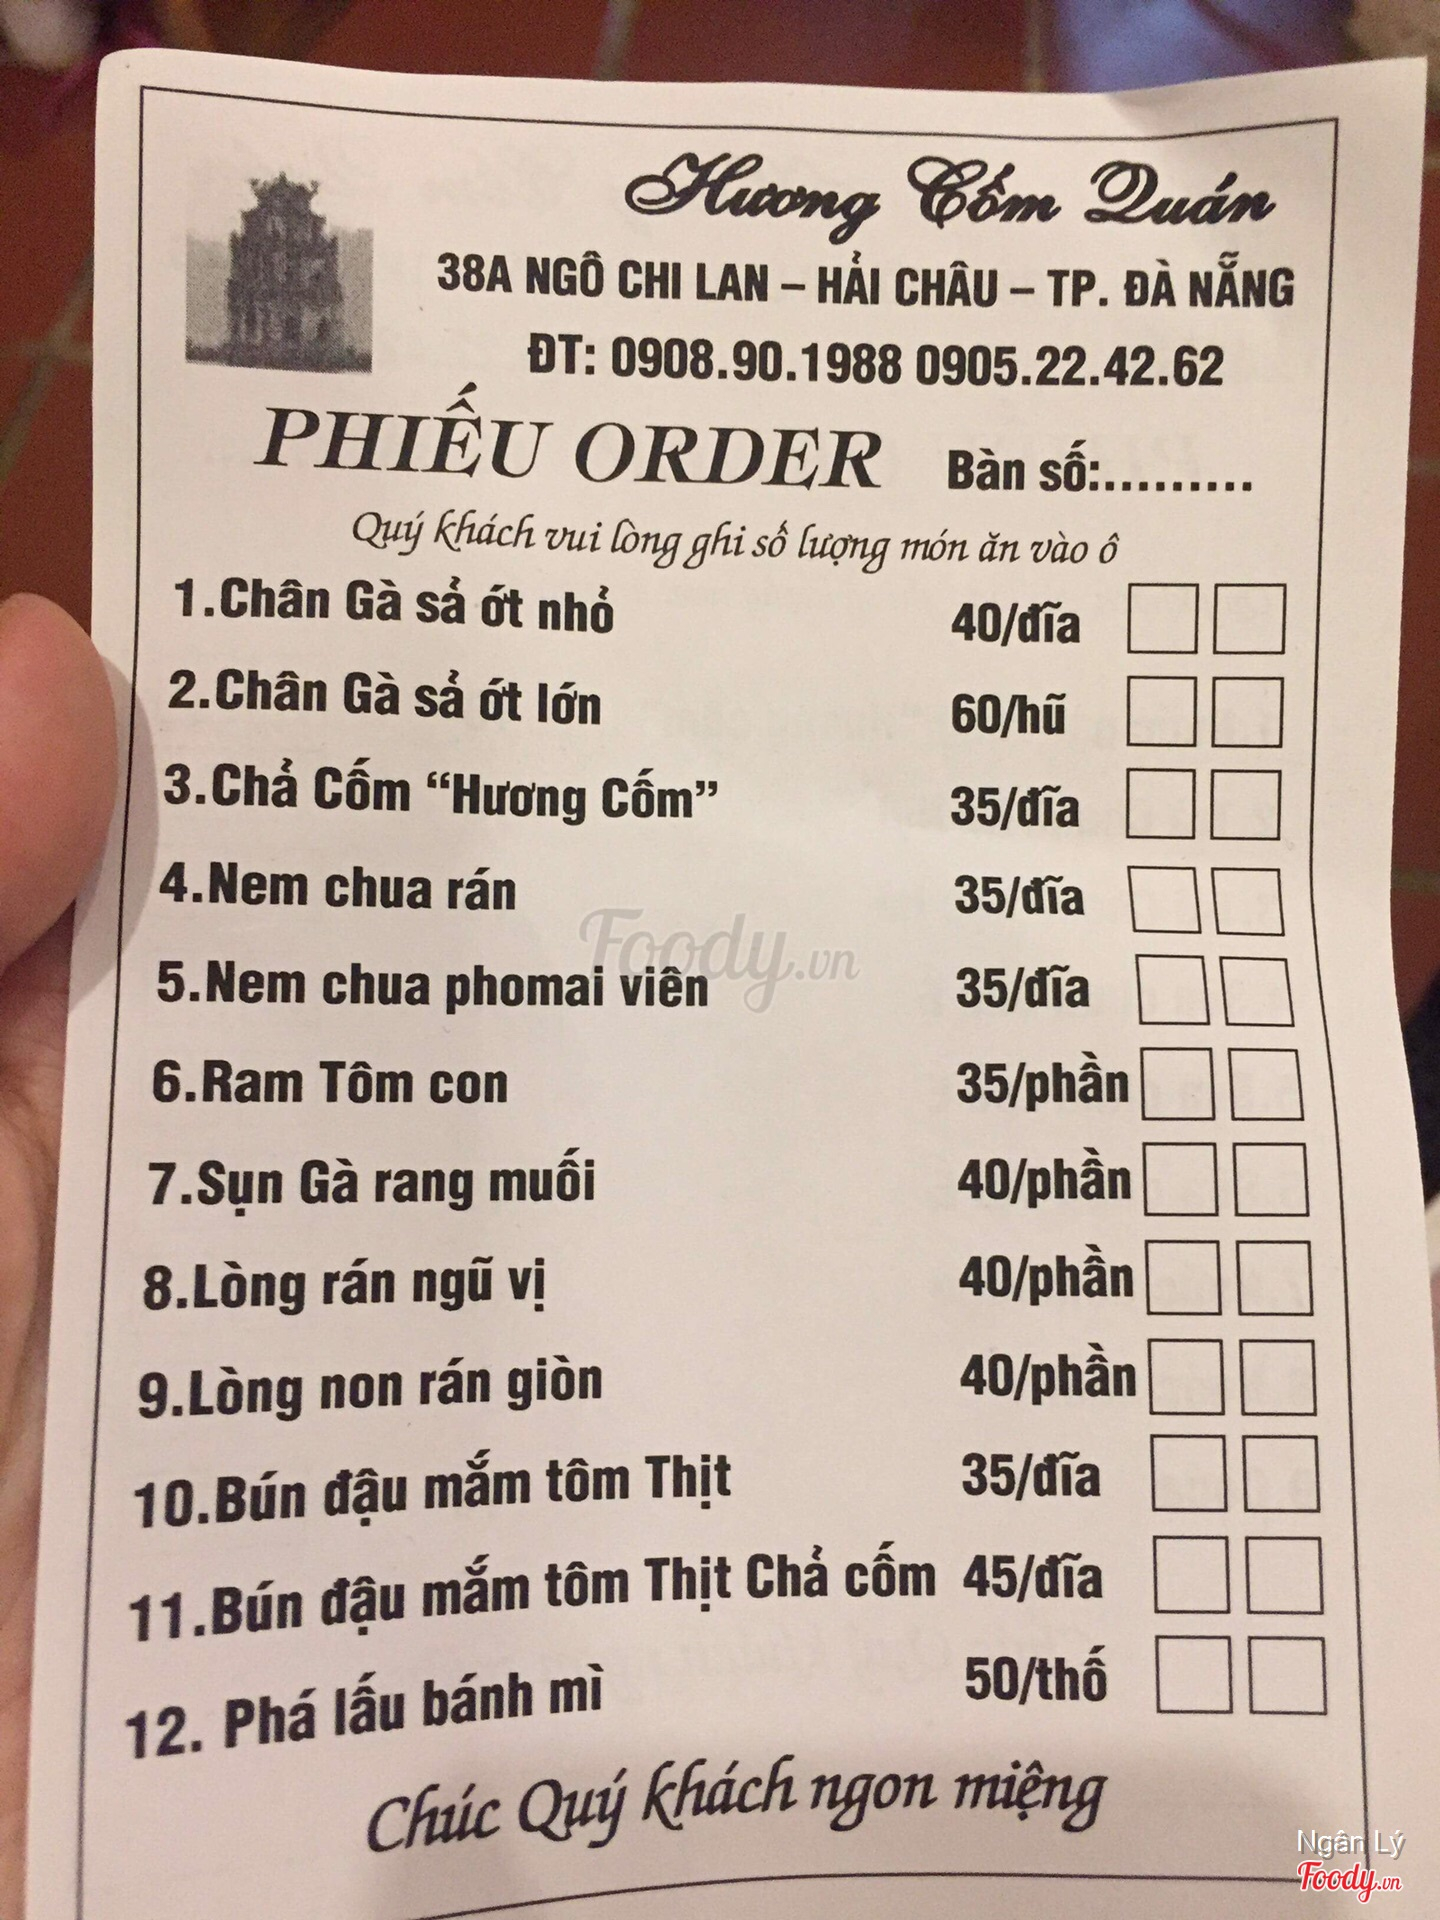 Hương Cốm Quán
38A NGÔ CHI LAN – HẢI CHÂU – TP. ĐÀ NẴNG
ĐT: 0908.90.1988 0905.22.42.62
PHIẾU ORDER Bàn số:.........
Quý khách vui lòng ghi số lượng món ăn vào ô
1.Chân Gà sả ớt nhỏ 40/đĩa
2.Chân Gà sả ớt lớn 60/hũ
3.Chả Cốm “Hương Cốm” 35/đĩa
4.Nem chua rán 35/đĩa
5.Nem chua phomai viên 35/đĩa
6.Ram Tôm con 35/phần
7.Sụn Gà rang muối 40/phần
8.Lòng rán ngũ vị 40/phần
9.Lòng non rán giòn 40/phần
10.Bún đậu mắm tôm Thịt 35/đĩa
11.Bún đậu mắm tôm Thịt Chả cốm 45/đĩa
12. Phá lấu bánh mì 50/thố
Chúc Quý khách ngon miệng
Foody.vn
Ngân Lý
Foody.vn